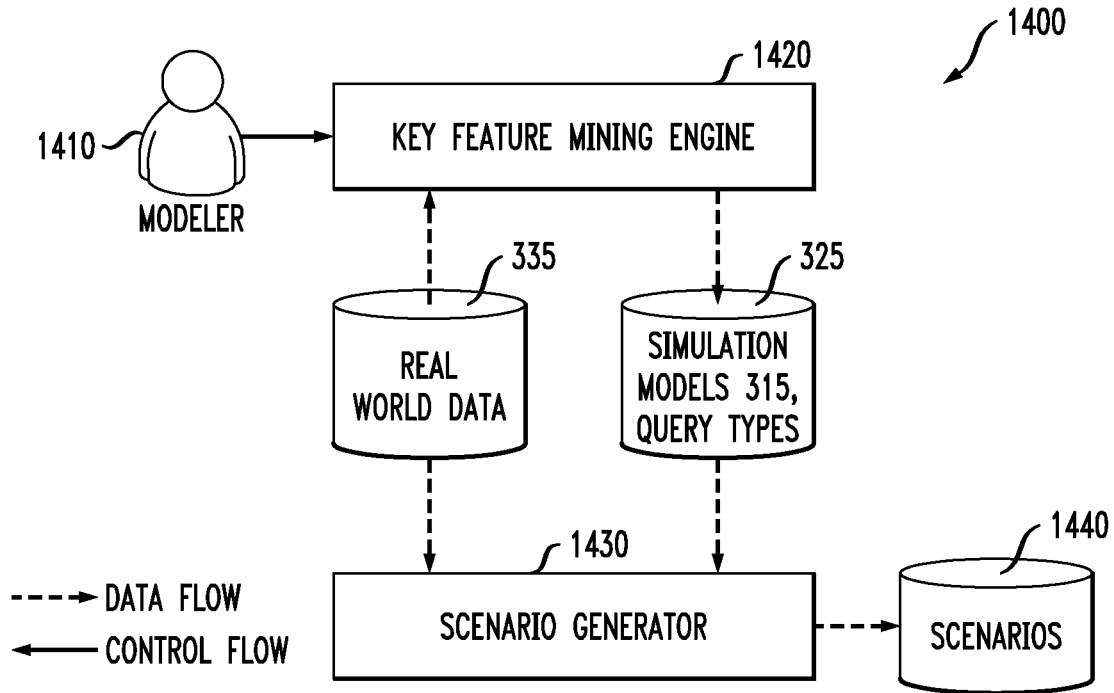 1400
1420
KEY FEATURE MINING ENGINE
1410
MODELER
335
325
REAL
WORLD DATA
SIMULATION
MODELS 315,
QUERY TYPES
1430
1440
SCENARIO GENERATOR
SCENARIOS
DATA FLOW
CONTROL FLOW